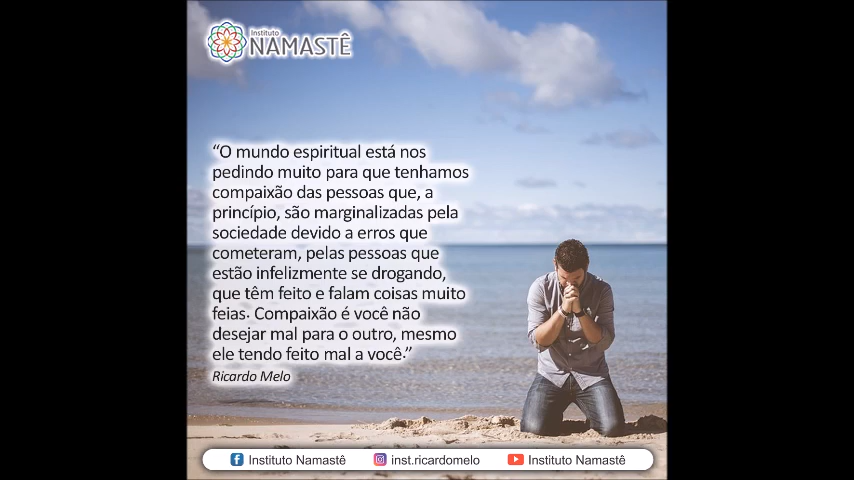 Instituto
NAMASTÊ
“O mundo espiritual está nos
pedindo muito para que tenhamos
compaixão das pessoas que, a
princípio, são marginalizadas pela
sociedade devido a erros que
cometeram, pelas pessoas que
estão infelizmente se drogando,
que têm feito e falam coisas muito
feias. Compaixão é você não
desejar mal para o outro, mesmo
ele tendo feito mal a você.”
Ricardo Melo
Instituto Namastê inst.ricardomelo Instituto Namastê